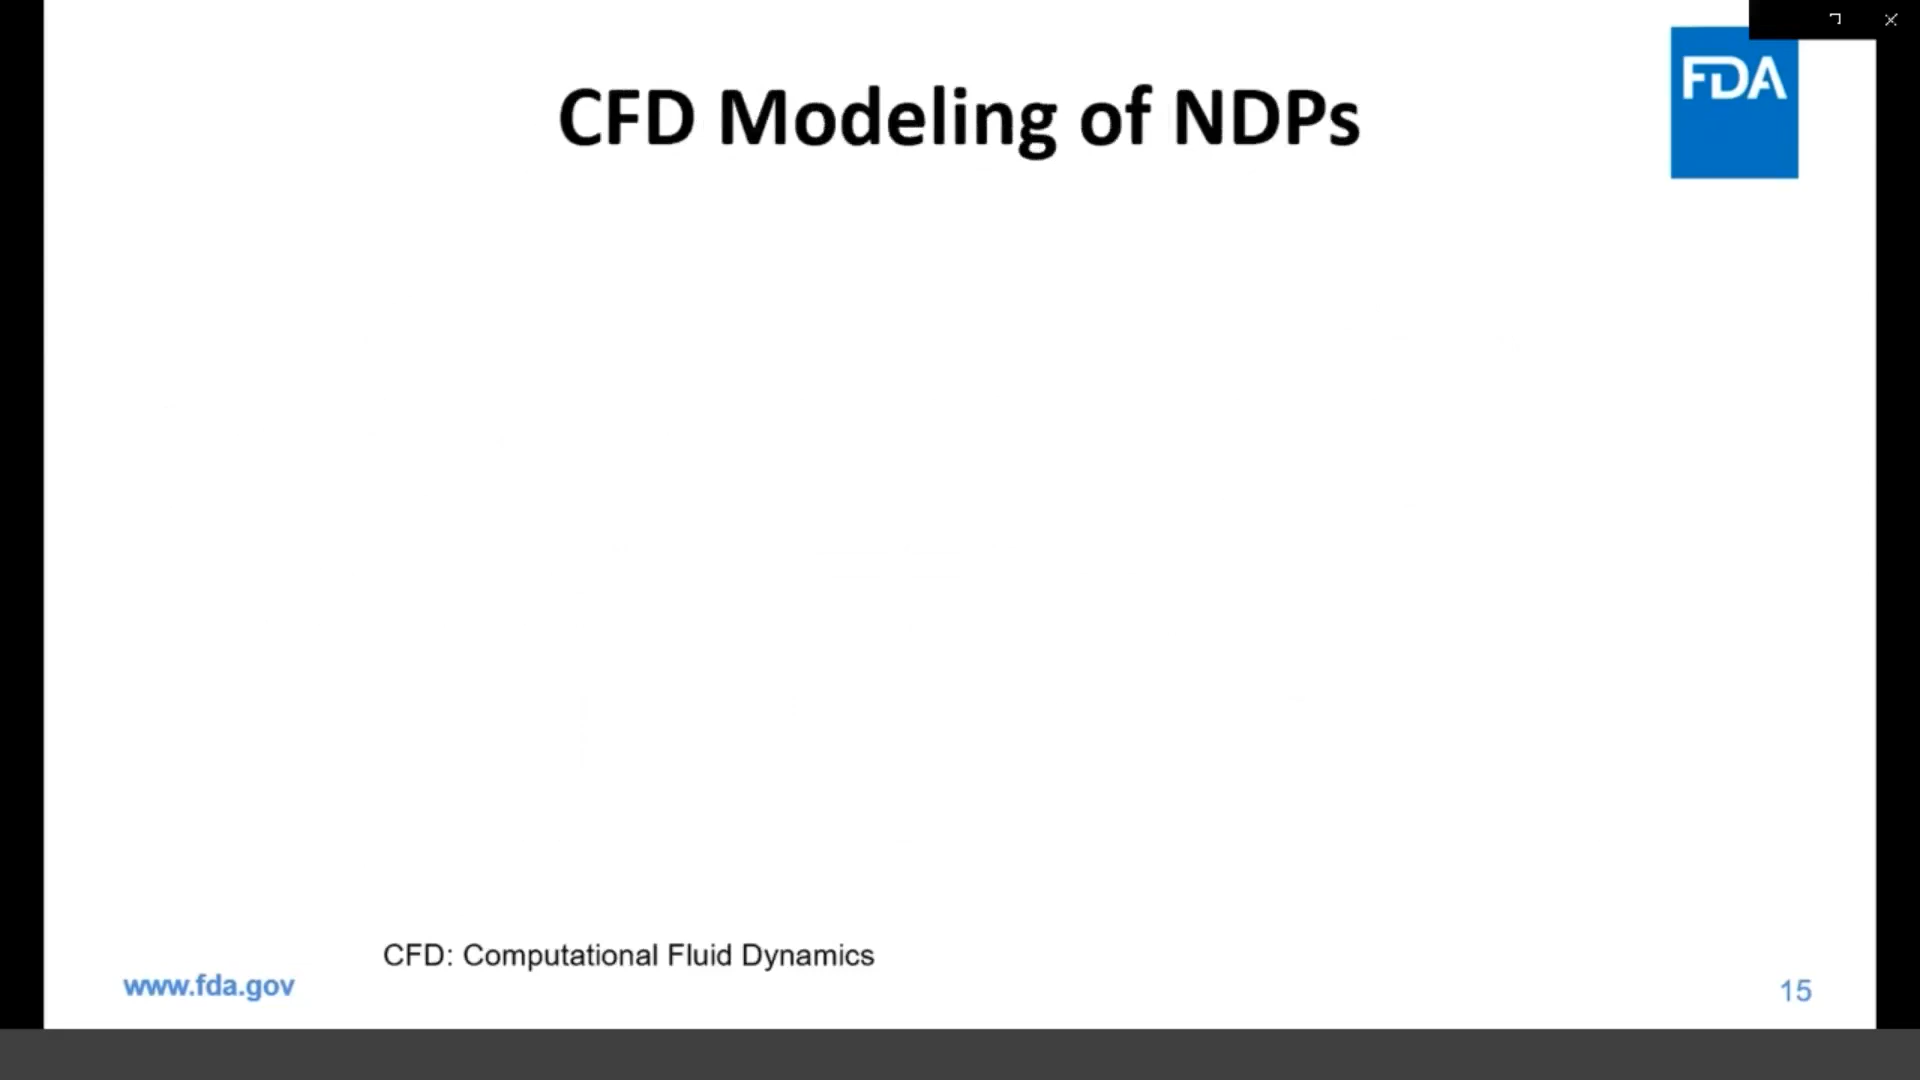 CFD Modeling of NDPs
FDA
CFD: Computational Fluid Dynamics
www.fda.gov
15